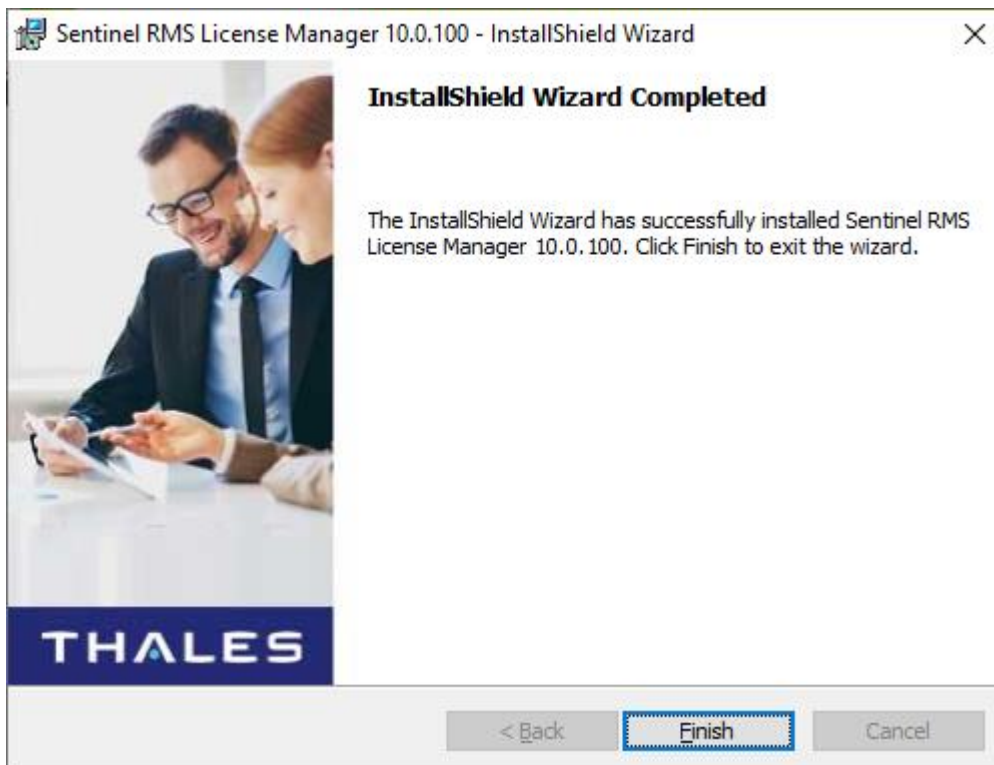 Sentinel RMS License Manager 10.0.100 - InstallShield Wizard
InstallShield Wizard Completed
The InstallShield Wizard has successfully installed Sentinel RMS
License Manager 10.0.100. Click Finish to exit the wizard.
THALES
< Back
Finish
Cancel